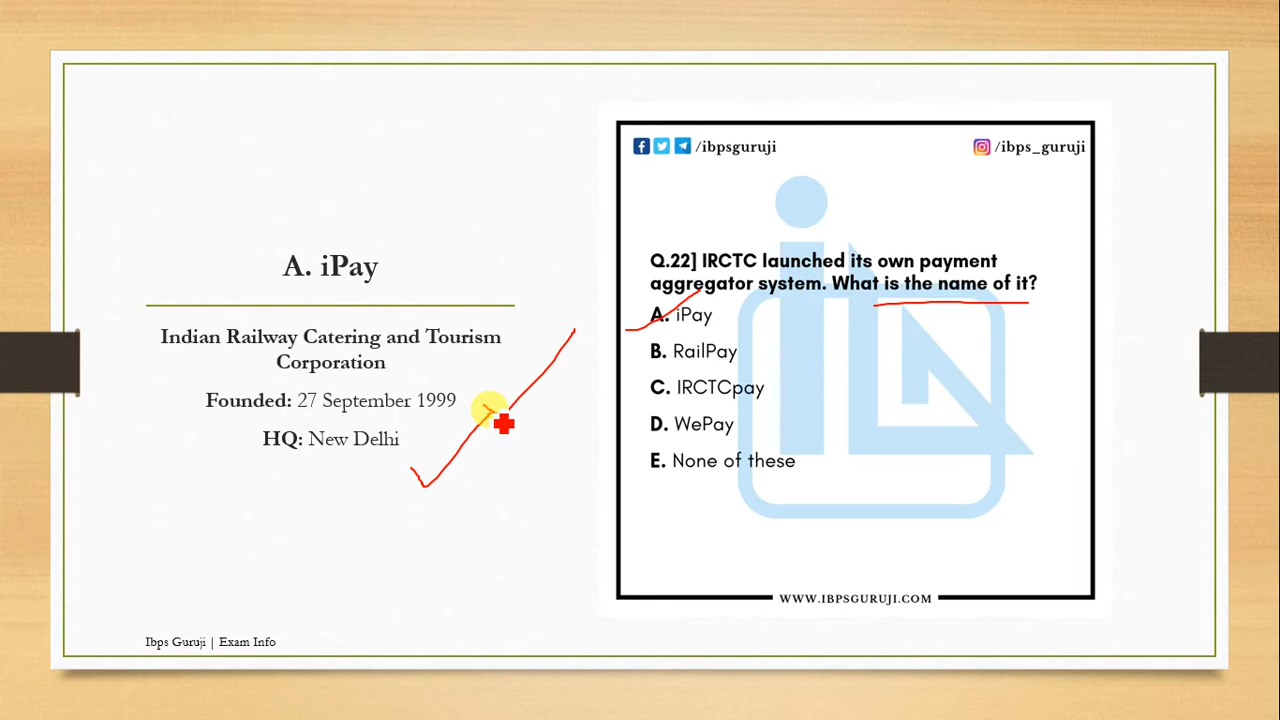 A. iPay
Indian Railway Catering and Tourism
Corporation
Founded: 27 September 1999
HQ: New Delhi
Ibps Guruji | Exam Info
/ibpsguruji
/ibps_guruji
Q.22] IRCTC launched its own payment
aggregator system. What is the name of it?
A. iPay
B. RailPay
C. IRCTCpay
D. WePay
E. None of these
WWW.IBPSGURUJI.COM